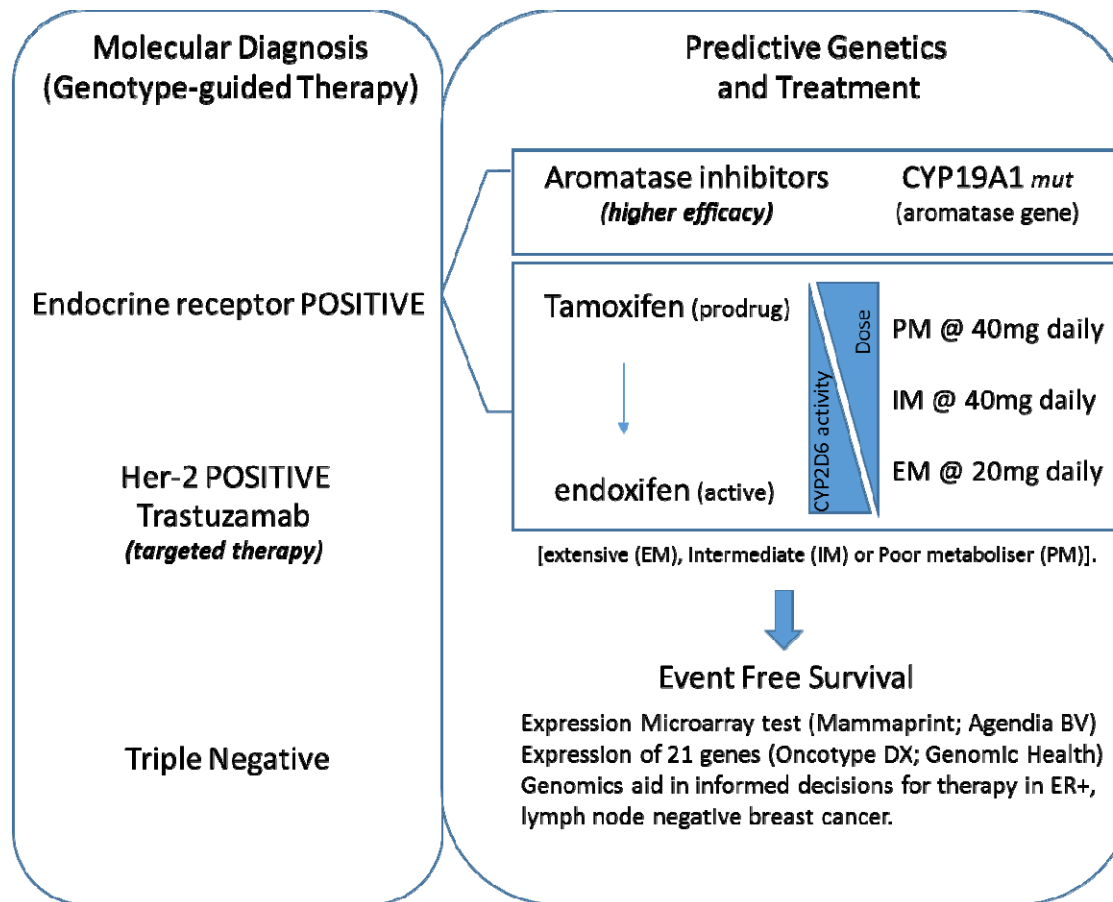 Molecular Diagnosis
(Genotype-guided Therapy)
Endocrine receptor POSITIVE
Her-2 POSITIVE
Trastuzamab
(targeted therapy)
Triple Negative
Predictive Genetics
and Treatment
Aromatase inhibitors
(higher efficacy)
CYP19A1 mut
(aromatase gene)
Tamoxifen (prodrug)
endoxifen (active)
CYP2D6 activity
Dose
PM @ 40mg daily
IM @ 40mg daily
EM @ 20mg daily
[extensive (EM), Intermediate (IM) or Poor metaboliser (PM)].
Event Free Survival
Expression Microarray test (Mammaprint; Agendia BV)
Expression of 21 genes (Oncotype DX; Genomic Health)
Genomics aid in informed decisions for therapy in ER+,
lymph node negative breast cancer.